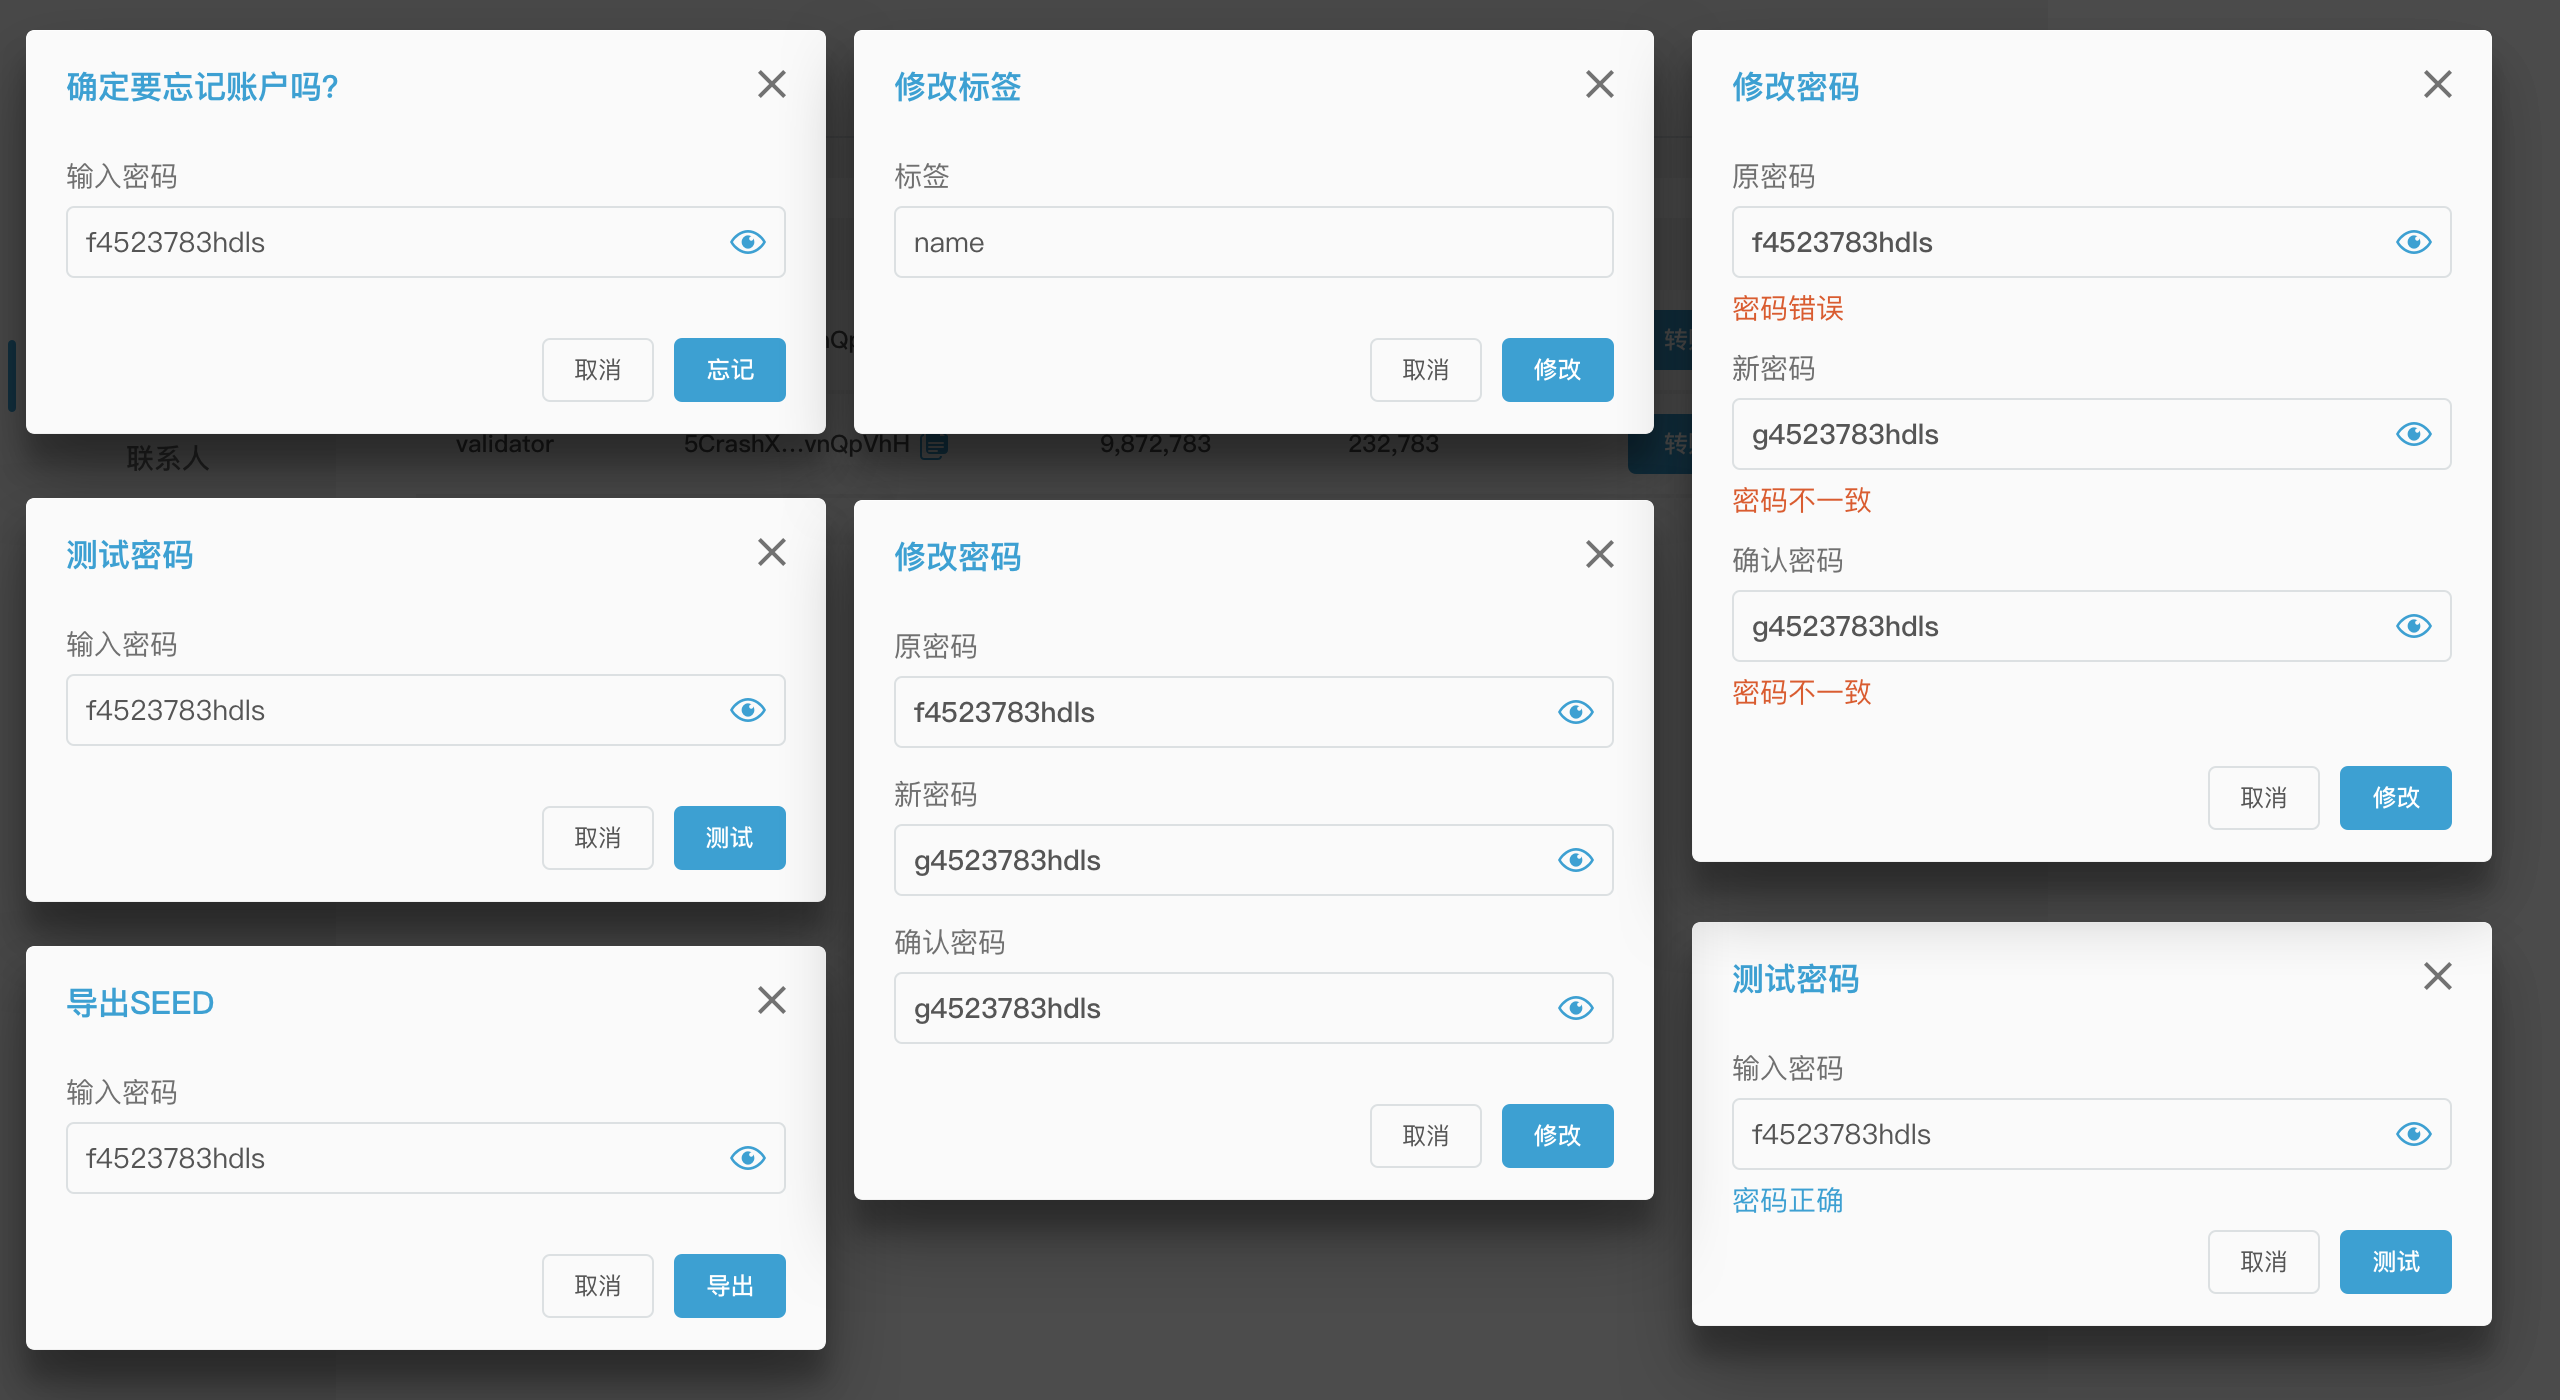 确定要忘记账户吗?
输入密码
f4523783hdls
取消
忘记
修改标签
标签
name
取消
修改
修改密码
原密码
f4523783hdls
密码错误
新密码
g4523783hdls
密码不一致
确认密码
g4523783hdls
密码不一致
取消
修改
联系人
validator
5CrashX...vnQpVhH
9,872,783
232,783
测试密码
输入密码
f4523783hdls
取消
测试
修改密码
原密码
f4523783hdls
新密码
g4523783hdls
确认密码
g4523783hdls
取消
修改
导出SEED
输入密码
f4523783hdls
取消
导出
测试密码
输入密码
f4523783hdls
密码正确
取消
测试